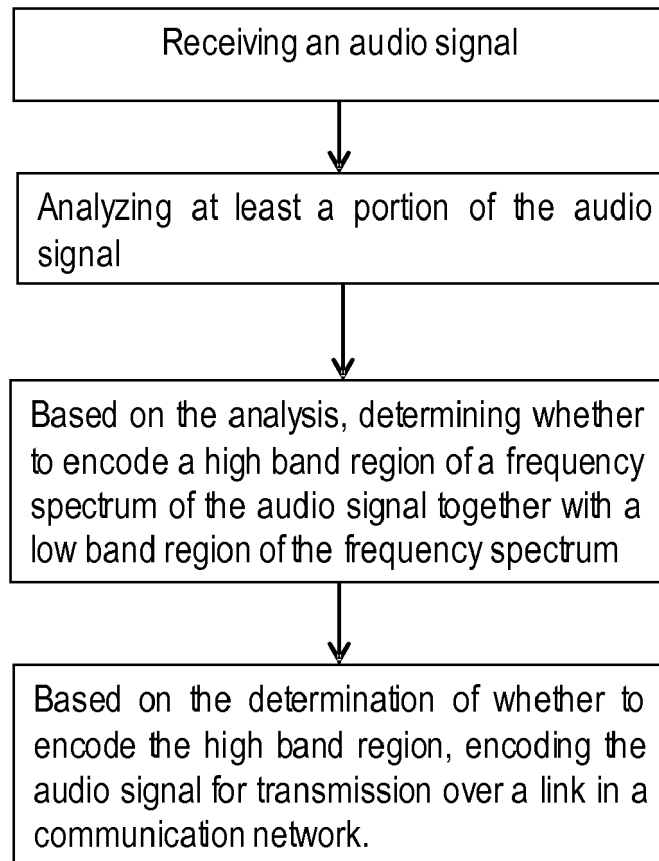 Receiving an audio signal
Analyzing at least a portion of the audio
signal
Based on the analysis, determining whether
to encode a high band region of a frequency
spectrum of the audio signal together with a
low band region of the frequency spectrum
Based on the determination of whether to
encode the high band region, encoding the
audio signal for transmission over a link in a
communication network.